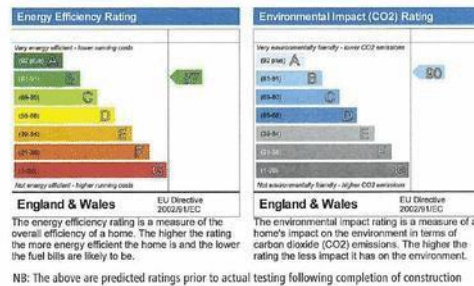 Energy Efficiency Rating
Very energy efficient - lower running costs
(92 plus) A
(81-91) B
(69-80) C
(55-68) D
(39-54) E
(21-38) F
(1-20) G
Not energy efficient - higher running costs
England & Wales
EU Directive
2002/91/EC
The energy efficiency rating is a measure of the
overall efficiency of a home. The higher the rating
the more energy efficient the home is and the lower
the fuel bills are likely to be.
Environmental Impact (CO2) Rating
Very environmentally friendly - lower CO2 emissions
(92 plus) A
(81-91) B
(69-80) C
(55-68) D
(39-54) E
(21-38) F
(1-20) G
90
Not environmentally friendly - higher CO2 emissions
England & Wales
EU Directive
2002/91/EC
The environmental impact rating is a measure of a
home's impact on the environment in terms of
carbon dioxide (CO2) emissions. The higher the
rating the less impact it has on the environment.
NB: The above are predicted ratings prior to actual testing following completion of construction